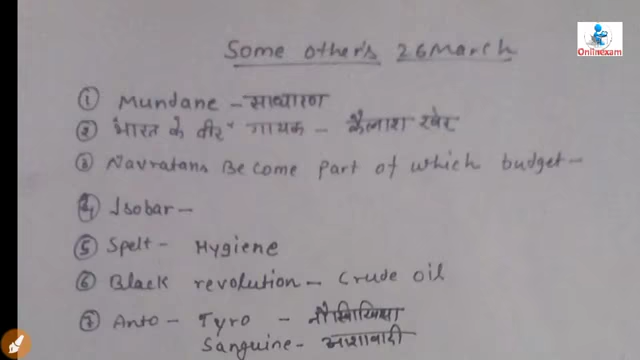 Onlinexam
Some other's 26 March
① Mundane - साधारण
② भारत के वीर गायक - कैलाश खेर
③ Navratans Become part of which budget -
④ Isobar -
⑤ Spelt - Hygiene
⑥ Black revolution - Crude oil
⑦ Anto - Tyro - नौसिखिया
Sanguine - आशावादी